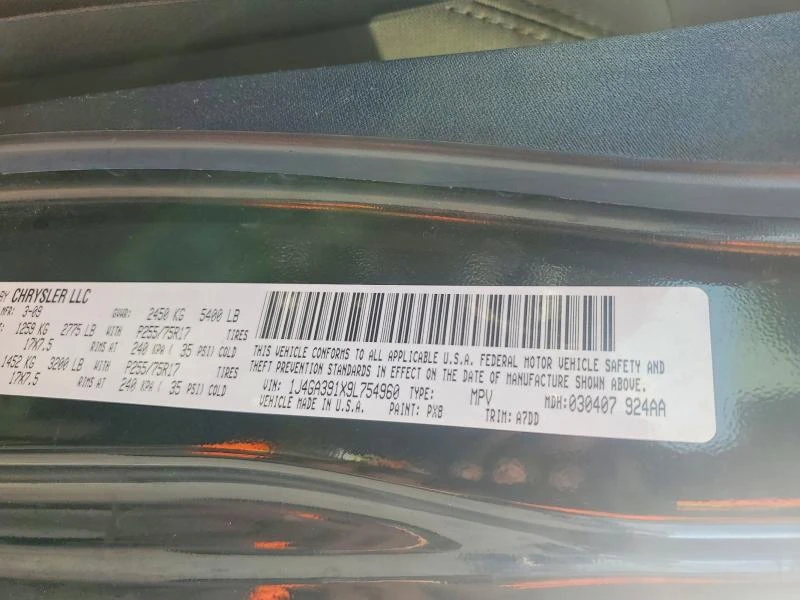 BY CHRYSLER LLC
MFR: 3-09 GVWR: 2450 KG 5400 LB
1259 KG 2775 LB WITH P255/75R17 TIRES
17X7.5 RIMS AT 240 KPA ( 35 PSI) COLD
1452 KG 3200 LB WITH P255/75R17 TIRES
17X7.5 RIMS AT 240 KPA ( 35 PSI) COLD
THIS VEHICLE CONFORMS TO ALL APPLICABLE U.S.A. FEDERAL MOTOR VEHICLE SAFETY AND
THEFT PREVENTION STANDARDS IN EFFECT ON THE DATE OF MANUFACTURE SHOWN ABOVE.
VIN: 1J4GA391X9L754960 TYPE: MPV MDH:030407 924AA
VEHICLE MADE IN U.S.A. PAINT: PX8 TRIM: A7DD